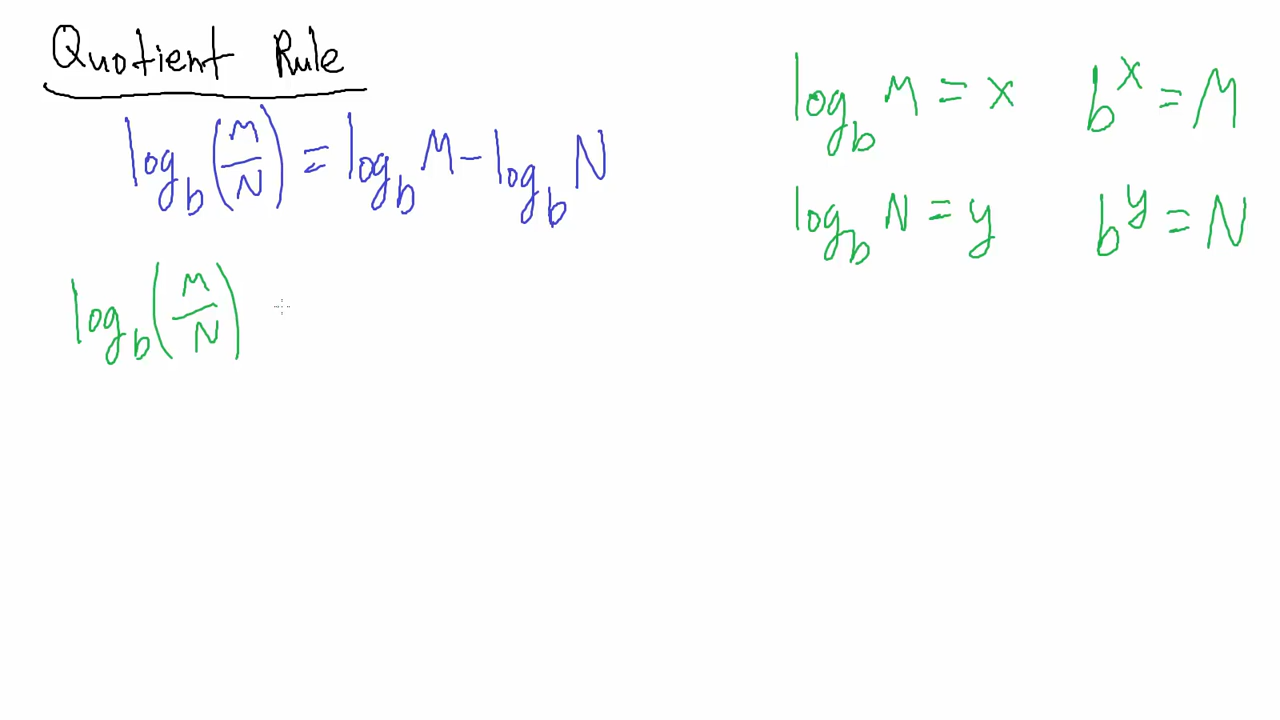 Quotient Rule
log_b (M/N) = log_b M - log_b N
log_b M = x b^x = M
log_b N = y b^y = N
log_b (M/N)